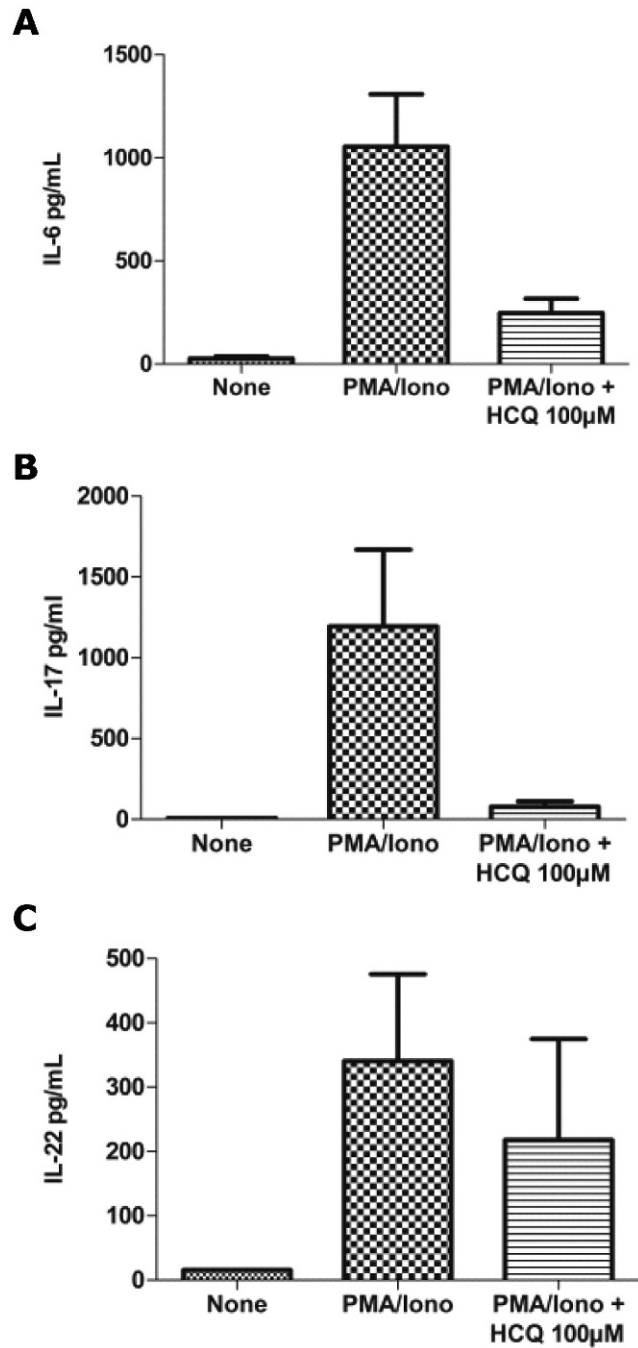 A
IL-6 pg/mL
1500
1000
500
0
None
PMA/Iono
PMA/Iono +
HCQ 100µM
B
IL-17 pg/ml
2000
1500
1000
500
0
None
PMA/Iono
PMA/Iono +
HCQ 100µM
C
IL-22 pg/mL
500
400
300
200
100
0
None
PMA/Iono
PMA/Iono +
HCQ 100µM